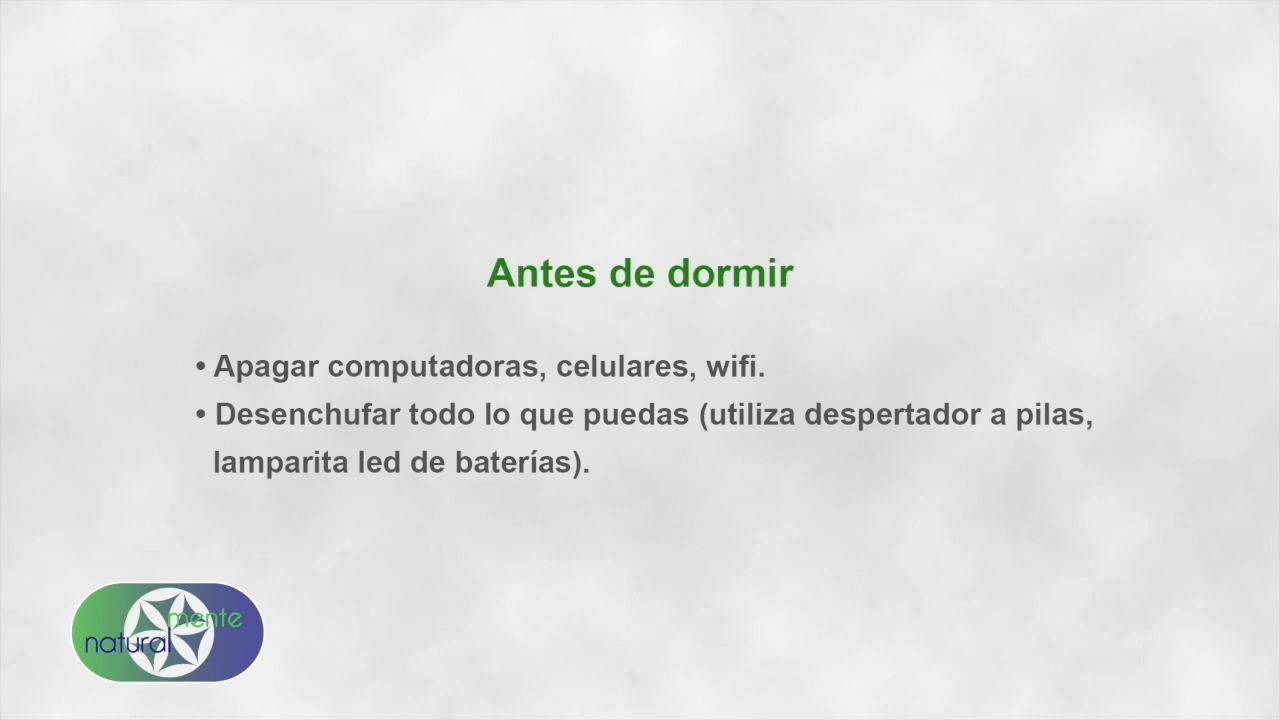 Antes de dormir
• Apagar computadoras, celulares, wifi.
• Desenchufar todo lo que puedas (utiliza despertador a pilas,
lamparita led de baterías).
mente
natural